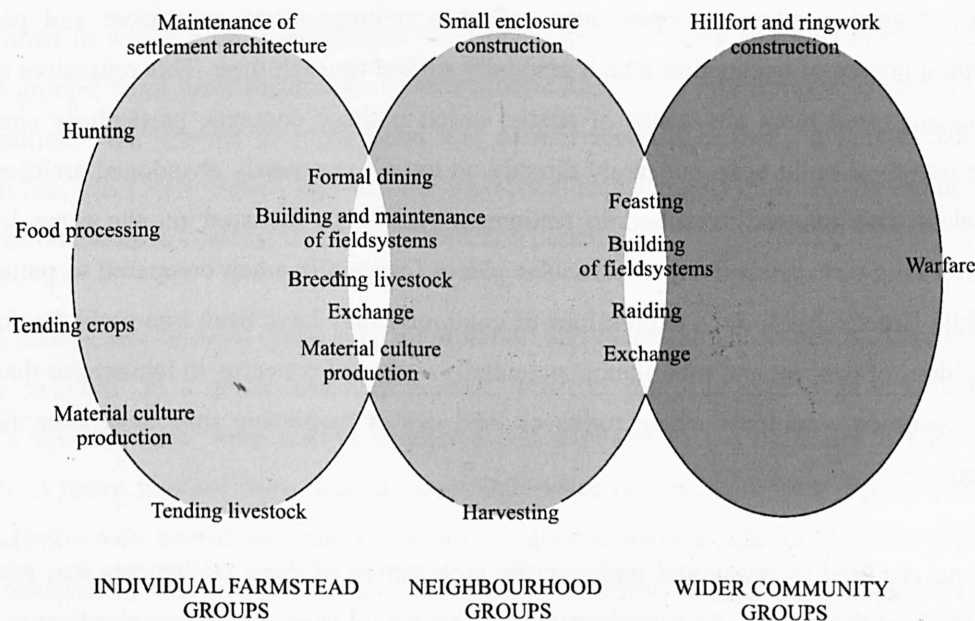 Maintenance of
settlement architecture
Small enclosure
construction
Hillfort and ringwork
construction
Hunting
Formal dining
Feasting
Food processing
Building and maintenance
of fieldsystems
Building
of fieldsystems
Warfare
Breeding livestock
Tending crops
Exchange
Raiding
Material culture
production
Exchange
Material culture
production
Tending livestock
Harvesting
INDIVIDUAL FARMSTEAD
GROUPS
NEIGHBOURHOOD
GROUPS
WIDER COMMUNITY
GROUPS